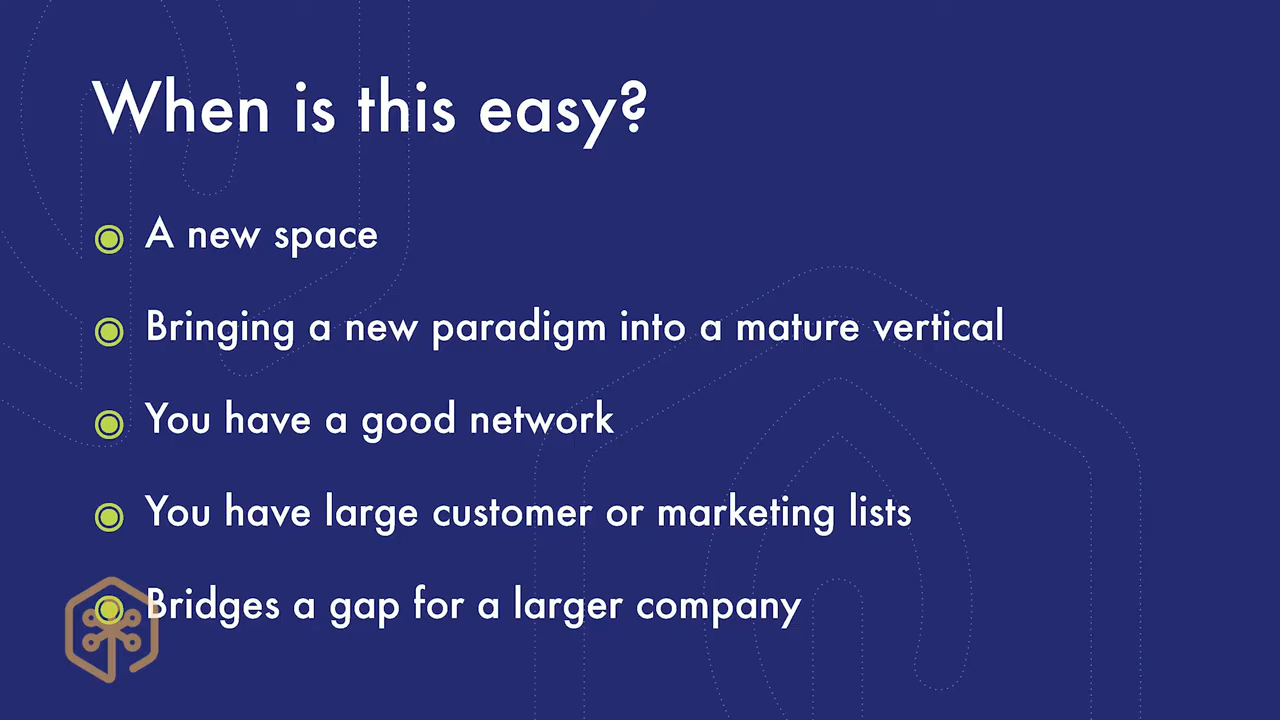 When is this easy?
A new space
Bringing a new paradigm into a mature vertical
You have a good network
You have large customer or marketing lists
Bridges a gap for a larger company